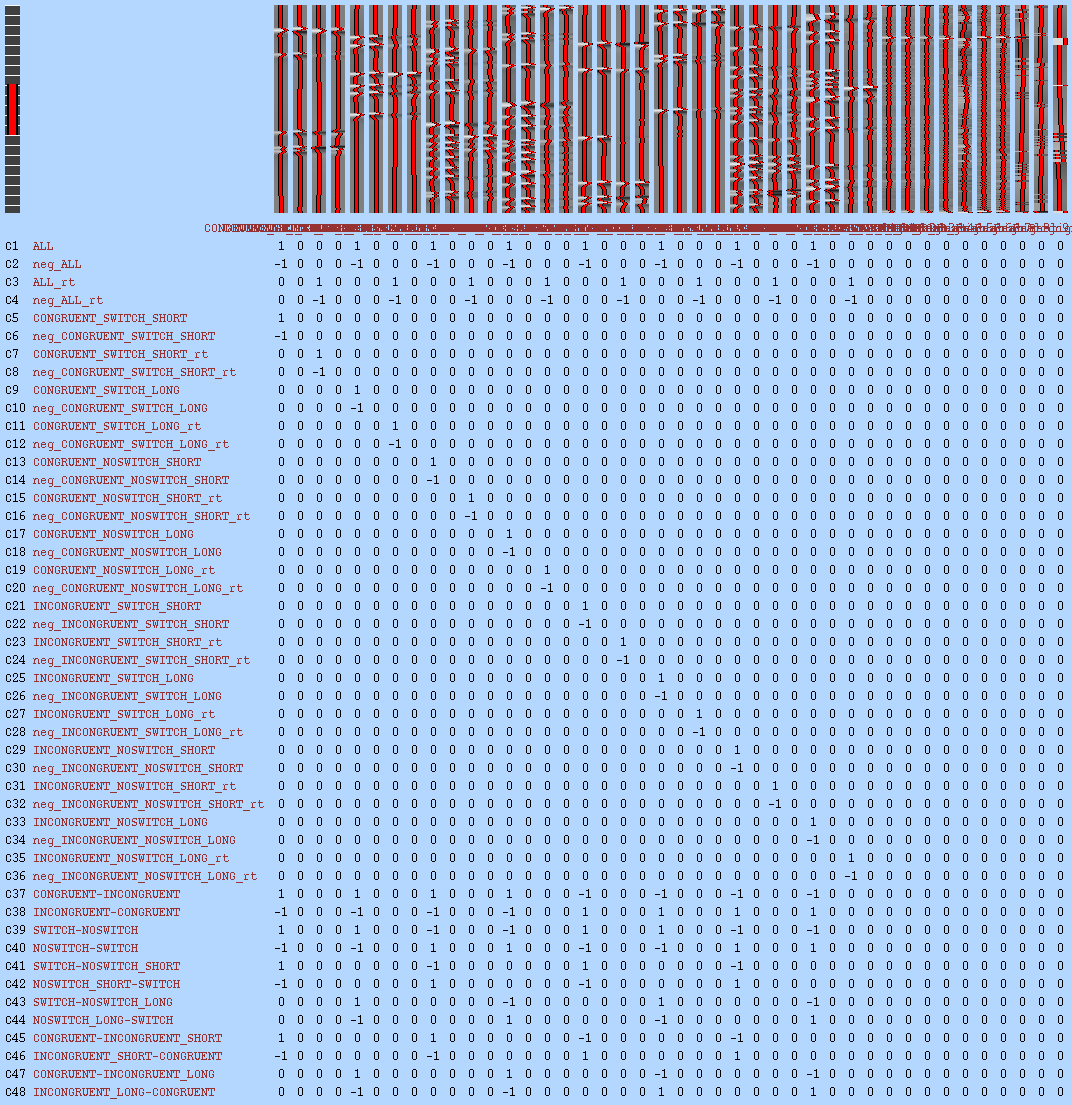 C1 ALL 1 0 0 0 1 0 0 0 1 0 0 0 1 0 0 0 1 0 0 0 1 0 0 0 1 0 0 0 1 0 0 0 0 0 0 0 0 0 0 0 0 0
C2 neg_ALL -1 0 0 0 -1 0 0 0 -1 0 0 0 -1 0 0 0 -1 0 0 0 -1 0 0 0 -1 0 0 0 -1 0 0 0 0 0 0 0 0 0 0 0 0 0
C3 ALL_rt 0 0 1 0 0 0 1 0 0 0 1 0 0 0 1 0 0 0 1 0 0 0 1 0 0 0 1 0 0 0 1 0 0 0 0 0 0 0 0 0 0 0
C4 neg_ALL_rt 0 0 -1 0 0 0 -1 0 0 0 -1 0 0 0 -1 0 0 0 -1 0 0 0 -1 0 0 0 -1 0 0 0 -1 0 0 0 0 0 0 0 0 0 0 0
C5 CONGRUENT_SWITCH_SHORT 1 0 0 0 0 0 0 0 0 0 0 0 0 0 0 0 0 0 0 0 0 0 0 0 0 0 0 0 0 0 0 0 0 0 0 0 0 0 0 0 0 0
C6 neg_CONGRUENT_SWITCH_SHORT -1 0 0 0 0 0 0 0 0 0 0 0 0 0 0 0 0 0 0 0 0 0 0 0 0 0 0 0 0 0 0 0 0 0 0 0 0 0 0 0 0 0
C7 CONGRUENT_SWITCH_SHORT_rt 0 0 1 0 0 0 0 0 0 0 0 0 0 0 0 0 0 0 0 0 0 0 0 0 0 0 0 0 0 0 0 0 0 0 0 0 0 0 0 0 0 0
C8 neg_CONGRUENT_SWITCH_SHORT_rt 0 0 -1 0 0 0 0 0 0 0 0 0 0 0 0 0 0 0 0 0 0 0 0 0 0 0 0 0 0 0 0 0 0 0 0 0 0 0 0 0 0 0
C9 CONGRUENT_SWITCH_LONG 0 0 0 0 1 0 0 0 0 0 0 0 0 0 0 0 0 0 0 0 0 0 0 0 0 0 0 0 0 0 0 0 0 0 0 0 0 0 0 0 0 0
C10 neg_CONGRUENT_SWITCH_LONG 0 0 0 0 -1 0 0 0 0 0 0 0 0 0 0 0 0 0 0 0 0 0 0 0 0 0 0 0 0 0 0 0 0 0 0 0 0 0 0 0 0 0
C11 CONGRUENT_SWITCH_LONG_rt 0 0 0 0 0 0 1 0 0 0 0 0 0 0 0 0 0 0 0 0 0 0 0 0 0 0 0 0 0 0 0 0 0 0 0 0 0 0 0 0 0 0
C12 neg_CONGRUENT_SWITCH_LONG_rt 0 0 0 0 0 0 -1 0 0 0 0 0 0 0 0 0 0 0 0 0 0 0 0 0 0 0 0 0 0 0 0 0 0 0 0 0 0 0 0 0 0 0
C13 CONGRUENT_NOSWITCH_SHORT 0 0 0 0 0 0 0 0 1 0 0 0 0 0 0 0 0 0 0 0 0 0 0 0 0 0 0 0 0 0 0 0 0 0 0 0 0 0 0 0 0 0
C14 neg_CONGRUENT_NOSWITCH_SHORT 0 0 0 0 0 0 0 0 -1 0 0 0 0 0 0 0 0 0 0 0 0 0 0 0 0 0 0 0 0 0 0 0 0 0 0 0 0 0 0 0 0 0
C15 CONGRUENT_NOSWITCH_SHORT_rt 0 0 0 0 0 0 0 0 0 0 1 0 0 0 0 0 0 0 0 0 0 0 0 0 0 0 0 0 0 0 0 0 0 0 0 0 0 0 0 0 0 0
C16 neg_CONGRUENT_NOSWITCH_SHORT_rt 0 0 0 0 0 0 0 0 0 0 -1 0 0 0 0 0 0 0 0 0 0 0 0 0 0 0 0 0 0 0 0 0 0 0 0 0 0 0 0 0 0 0
C17 CONGRUENT_NOSWITCH_LONG 0 0 0 0 0 0 0 0 0 0 0 0 1 0 0 0 0 0 0 0 0 0 0 0 0 0 0 0 0 0 0 0 0 0 0 0 0 0 0 0 0 0
C18 neg_CONGRUENT_NOSWITCH_LONG 0 0 0 0 0 0 0 0 0 0 0 0 -1 0 0 0 0 0 0 0 0 0 0 0 0 0 0 0 0 0 0 0 0 0 0 0 0 0 0 0 0 0
C19 CONGRUENT_NOSWITCH_LONG_rt 0 0 0 0 0 0 0 0 0 0 0 0 0 0 1 0 0 0 0 0 0 0 0 0 0 0 0 0 0 0 0 0 0 0 0 0 0 0 0 0 0 0
C20 neg_CONGRUENT_NOSWITCH_LONG_rt 0 0 0 0 0 0 0 0 0 0 0 0 0 0 -1 0 0 0 0 0 0 0 0 0 0 0 0 0 0 0 0 0 0 0 0 0 0 0 0 0 0 0
C21 INCONGRUENT_SWITCH_SHORT 0 0 0 0 0 0 0 0 0 0 0 0 0 0 0 0 1 0 0 0 0 0 0 0 0 0 0 0 0 0 0 0 0 0 0 0 0 0 0 0 0 0
C22 neg_INCONGRUENT_SWITCH_SHORT 0 0 0 0 0 0 0 0 0 0 0 0 0 0 0 0 -1 0 0 0 0 0 0 0 0 0 0 0 0 0 0 0 0 0 0 0 0 0 0 0 0 0
C23 INCONGRUENT_SWITCH_SHORT_rt 0 0 0 0 0 0 0 0 0 0 0 0 0 0 0 0 0 0 1 0 0 0 0 0 0 0 0 0 0 0 0 0 0 0 0 0 0 0 0 0 0 0
C24 neg_INCONGRUENT_SWITCH_SHORT_rt 0 0 0 0 0 0 0 0 0 0 0 0 0 0 0 0 0 0 -1 0 0 0 0 0 0 0 0 0 0 0 0 0 0 0 0 0 0 0 0 0 0 0
C25 INCONGRUENT_SWITCH_LONG 0 0 0 0 0 0 0 0 0 0 0 0 0 0 0 0 0 0 0 0 1 0 0 0 0 0 0 0 0 0 0 0 0 0 0 0 0 0 0 0 0 0
C26 neg_INCONGRUENT_SWITCH_LONG 0 0 0 0 0 0 0 0 0 0 0 0 0 0 0 0 0 0 0 0 -1 0 0 0 0 0 0 0 0 0 0 0 0 0 0 0 0 0 0 0 0 0
C27 INCONGRUENT_SWITCH_LONG_rt 0 0 0 0 0 0 0 0 0 0 0 0 0 0 0 0 0 0 0 0 0 0 1 0 0 0 0 0 0 0 0 0 0 0 0 0 0 0 0 0 0 0
C28 neg_INCONGRUENT_SWITCH_LONG_rt 0 0 0 0 0 0 0 0 0 0 0 0 0 0 0 0 0 0 0 0 0 0 -1 0 0 0 0 0 0 0 0 0 0 0 0 0 0 0 0 0 0 0
C29 INCONGRUENT_NOSWITCH_SHORT 0 0 0 0 0 0 0 0 0 0 0 0 0 0 0 0 0 0 0 0 0 0 0 0 1 0 0 0 0 0 0 0 0 0 0 0 0 0 0 0 0 0
C30 neg_INCONGRUENT_NOSWITCH_SHORT 0 0 0 0 0 0 0 0 0 0 0 0 0 0 0 0 0 0 0 0 0 0 0 0 -1 0 0 0 0 0 0 0 0 0 0 0 0 0 0 0 0 0
C31 INCONGRUENT_NOSWITCH_SHORT_rt 0 0 0 0 0 0 0 0 0 0 0 0 0 0 0 0 0 0 0 0 0 0 0 0 0 0 1 0 0 0 0 0 0 0 0 0 0 0 0 0 0 0
C32 neg_INCONGRUENT_NOSWITCH_SHORT_rt 0 0 0 0 0 0 0 0 0 0 0 0 0 0 0 0 0 0 0 0 0 0 0 0 0 0 -1 0 0 0 0 0 0 0 0 0 0 0 0 0 0 0
C33 INCONGRUENT_NOSWITCH_LONG 0 0 0 0 0 0 0 0 0 0 0 0 0 0 0 0 0 0 0 0 0 0 0 0 0 0 0 0 1 0 0 0 0 0 0 0 0 0 0 0 0 0
C34 neg_INCONGRUENT_NOSWITCH_LONG 0 0 0 0 0 0 0 0 0 0 0 0 0 0 0 0 0 0 0 0 0 0 0 0 0 0 0 0 -1 0 0 0 0 0 0 0 0 0 0 0 0 0
C35 INCONGRUENT_NOSWITCH_LONG_rt 0 0 0 0 0 0 0 0 0 0 0 0 0 0 0 0 0 0 0 0 0 0 0 0 0 0 0 0 0 0 1 0 0 0 0 0 0 0 0 0 0 0
C36 neg_INCONGRUENT_NOSWITCH_LONG_rt 0 0 0 0 0 0 0 0 0 0 0 0 0 0 0 0 0 0 0 0 0 0 0 0 0 0 0 0 0 0 -1 0 0 0 0 0 0 0 0 0 0 0
C37 CONGRUENT-INCONGRUENT 1 0 0 0 1 0 0 0 1 0 0 0 1 0 0 0 -1 0 0 0 -1 0 0 0 -1 0 0 0 -1 0 0 0 0 0 0 0 0 0 0 0 0 0
C38 INCONGRUENT-CONGRUENT -1 0 0 0 -1 0 0 0 -1 0 0 0 -1 0 0 0 1 0 0 0 1 0 0 0 1 0 0 0 1 0 0 0 0 0 0 0 0 0 0 0 0 0
C39 SWITCH-NOSWITCH 1 0 0 0 1 0 0 0 -1 0 0 0 -1 0 0 0 1 0 0 0 1 0 0 0 -1 0 0 0 -1 0 0 0 0 0 0 0 0 0 0 0 0 0
C40 NOSWITCH-SWITCH -1 0 0 0 -1 0 0 0 1 0 0 0 1 0 0 0 -1 0 0 0 -1 0 0 0 1 0 0 0 1 0 0 0 0 0 0 0 0 0 0 0 0 0
C41 SWITCH-NOSWITCH_SHORT 1 0 0 0 0 0 0 0 -1 0 0 0 0 0 0 0 1 0 0 0 0 0 0 0 -1 0 0 0 0 0 0 0 0 0 0 0 0 0 0 0 0 0
C42 NOSWITCH_SHORT-SWITCH -1 0 0 0 0 0 0 0 1 0 0 0 0 0 0 0 -1 0 0 0 0 0 0 0 1 0 0 0 0 0 0 0 0 0 0 0 0 0 0 0 0 0
C43 SWITCH-NOSWITCH_LONG 0 0 0 0 1 0 0 0 0 0 0 0 -1 0 0 0 0 0 0 0 1 0 0 0 0 0 0 0 -1 0 0 0 0 0 0 0 0 0 0 0 0 0
C44 NOSWITCH_LONG-SWITCH 0 0 0 0 -1 0 0 0 0 0 0 0 1 0 0 0 0 0 0 0 -1 0 0 0 0 0 0 0 1 0 0 0 0 0 0 0 0 0 0 0 0 0
C45 CONGRUENT-INCONGRUENT_SHORT 1 0 0 0 0 0 0 0 1 0 0 0 0 0 0 0 -1 0 0 0 0 0 0 0 -1 0 0 0 0 0 0 0 0 0 0 0 0 0 0 0 0 0
C46 INCONGRUENT_SHORT-CONGRUENT -1 0 0 0 0 0 0 0 -1 0 0 0 0 0 0 0 1 0 0 0 0 0 0 0 1 0 0 0 0 0 0 0 0 0 0 0 0 0 0 0 0 0
C47 CONGRUENT-INCONGRUENT_LONG 0 0 0 0 1 0 0 0 0 0 0 0 1 0 0 0 0 0 0 0 -1 0 0 0 0 0 0 0 -1 0 0 0 0 0 0 0 0 0 0 0 0 0
C48 INCONGRUENT_LONG-CONGRUENT 0 0 0 0 -1 0 0 0 0 0 0 0 -1 0 0 0 0 0 0 0 1 0 0 0 0 0 0 0 1 0 0 0 0 0 0 0 0 0 0 0 0 0